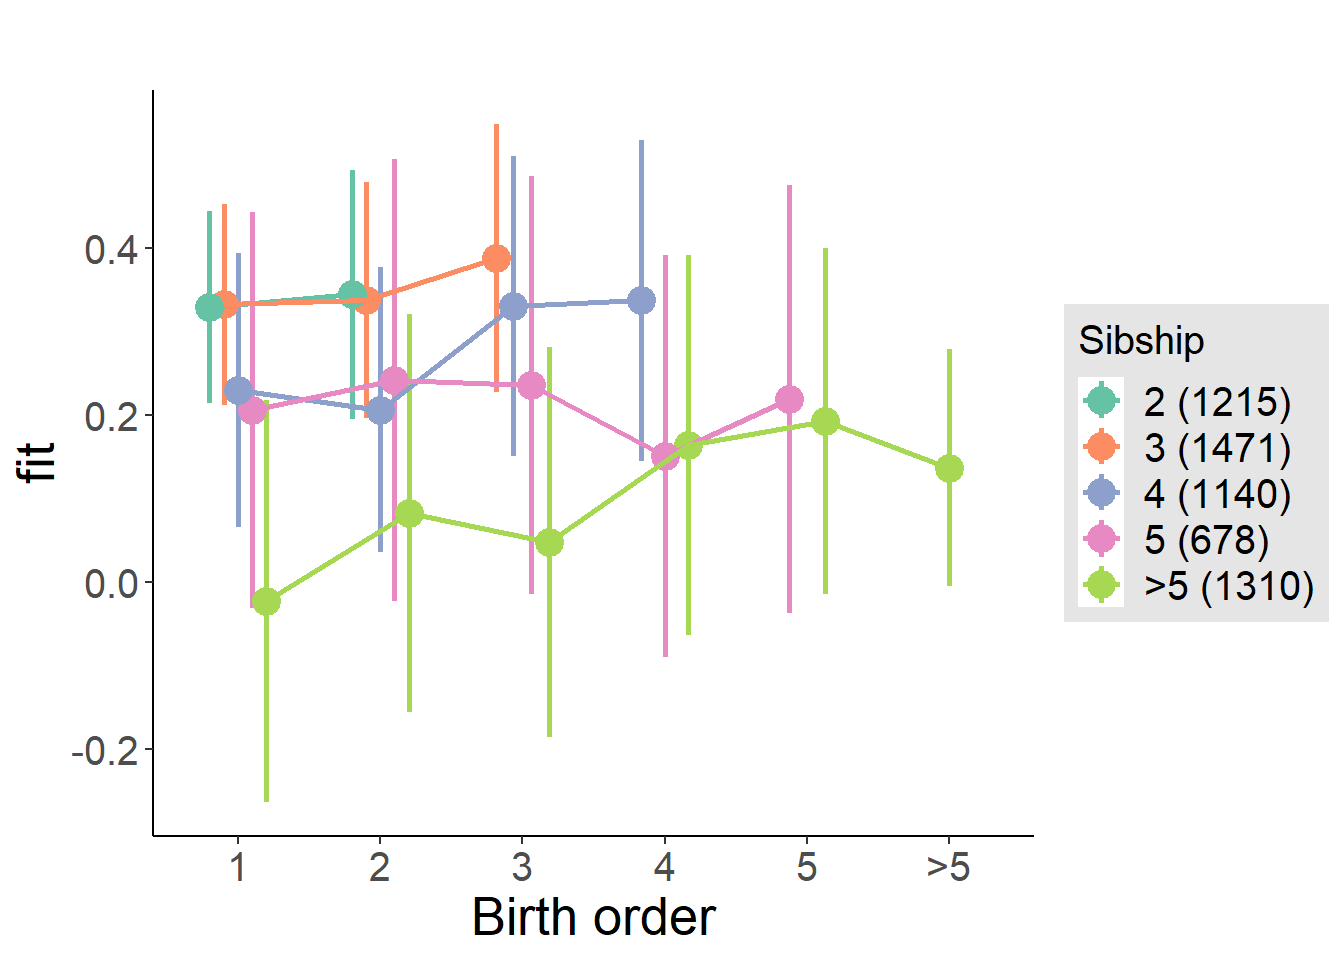 fit
0.4
0.2
0.0
-0.2
1 2 3 4 5 >5
Birth order
Sibship
2 (1215)
3 (1471)
4 (1140)
5 (678)
>5 (1310)